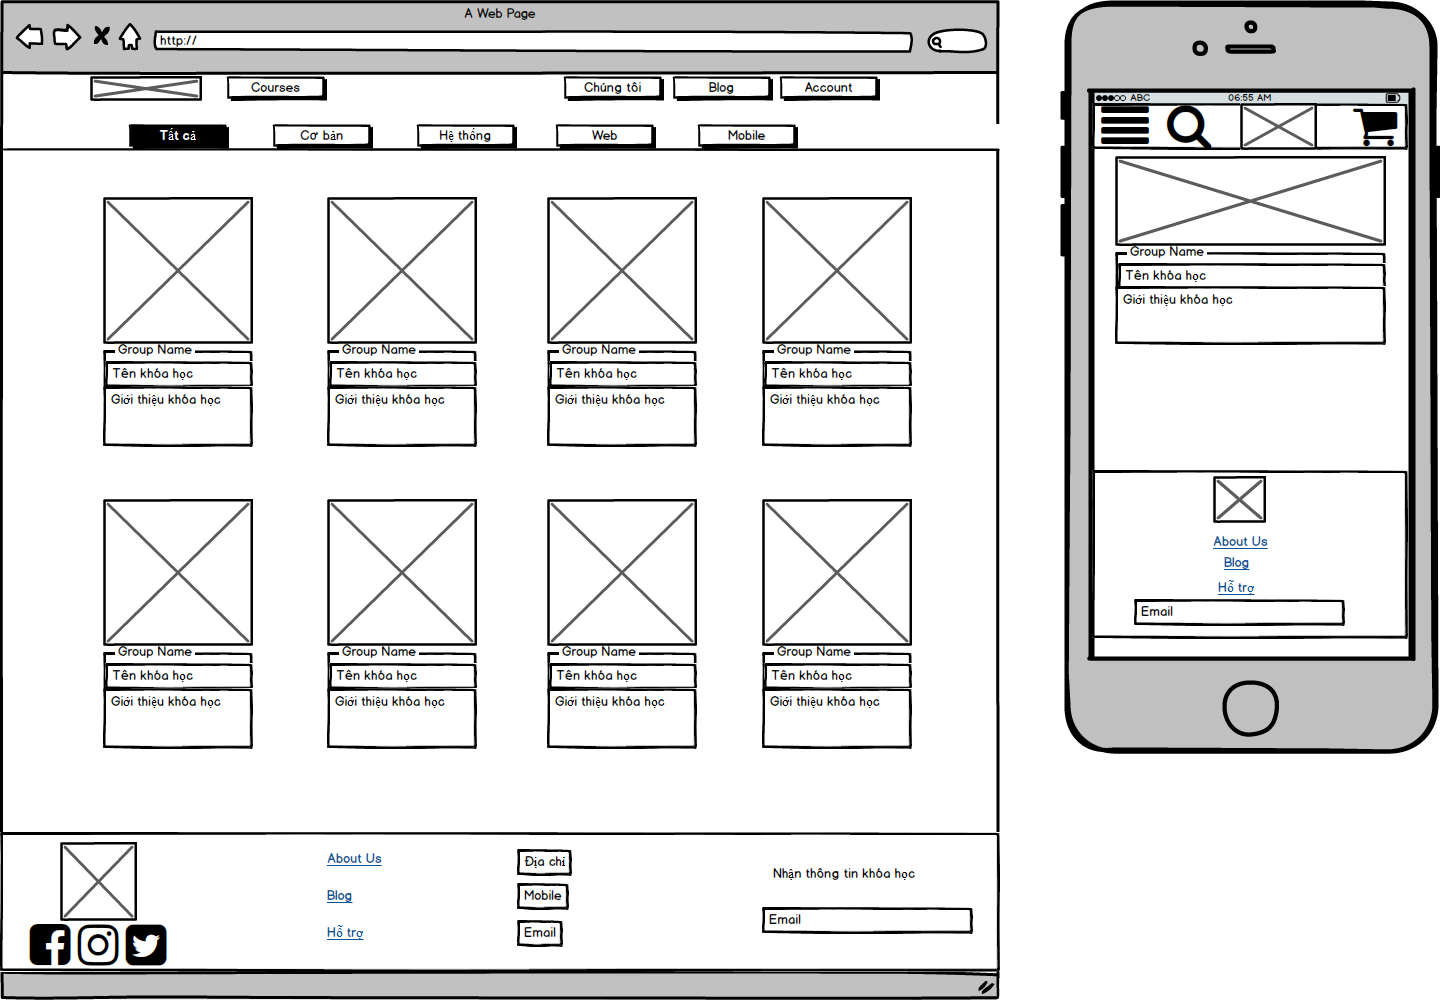 A Web Page
http://
Courses
Chúng tôi
Blog
Account
Tất cả
Cơ bản
Hệ thống
Web
Mobile
Group Name
Group Name
Group Name
Group Name
Tên khóa học
Tên khóa học
Tên khóa học
Tên khóa học
Giới thiệu khóa học
Giới thiệu khóa học
Giới thiệu khóa học
Giới thiệu khóa học
Group Name
Group Name
Group Name
Group Name
Tên khóa học
Tên khóa học
Tên khóa học
Tên khóa học
Giới thiệu khóa học
Giới thiệu khóa học
Giới thiệu khóa học
Giới thiệu khóa học
About Us
Blog
Hỗ trợ
Địa chỉ
Mobile
Email
Nhận thông tin khóa học
Email
ABC
06:55 AM
Group Name
Tên khóa học
Giới thiệu khóa học
About Us
Blog
Hỗ trợ
Email